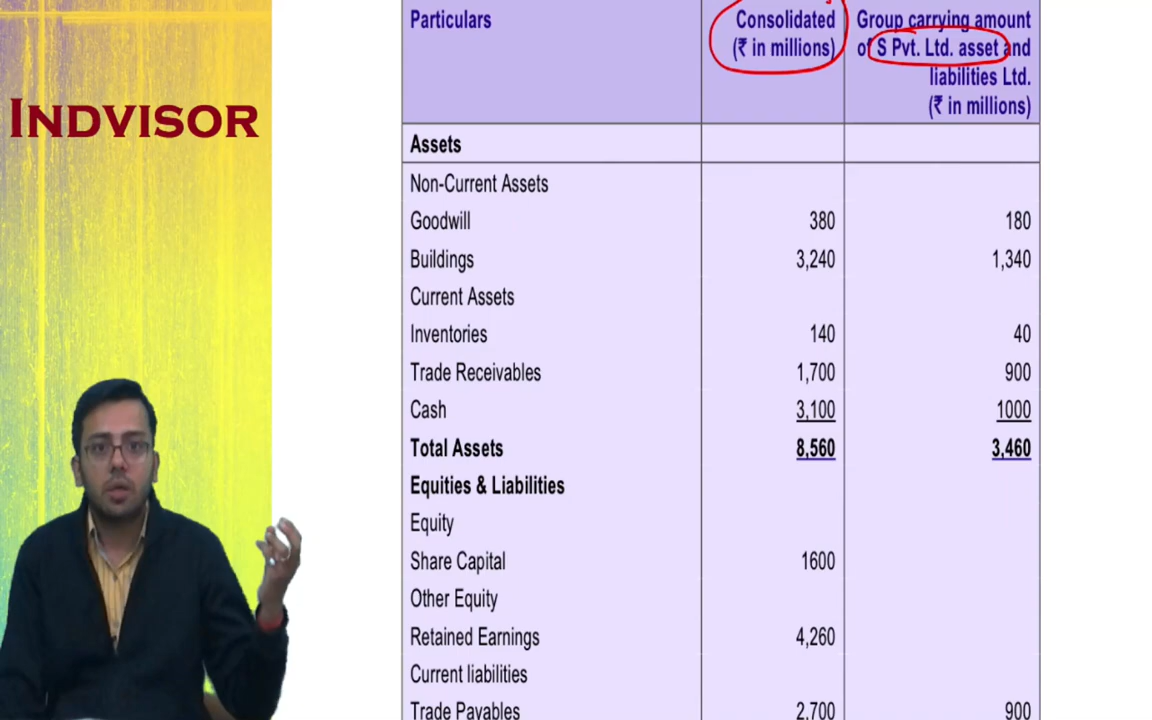 INDVISOR
Particulars Consolidated Group carrying amount
(₹ in millions) of S Pvt. Ltd. asset and
liabilities Ltd.
(₹ in millions)
Assets
Non-Current Assets
Goodwill 380 180
Buildings 3,240 1,340
Current Assets
Inventories 140 40
Trade Receivables 1,700 900
Cash 3,100 1000
Total Assets 8,560 3,460
Equities & Liabilities
Equity
Share Capital 1600
Other Equity
Retained Earnings 4,260
Current liabilities
Trade Payables 2,700 900